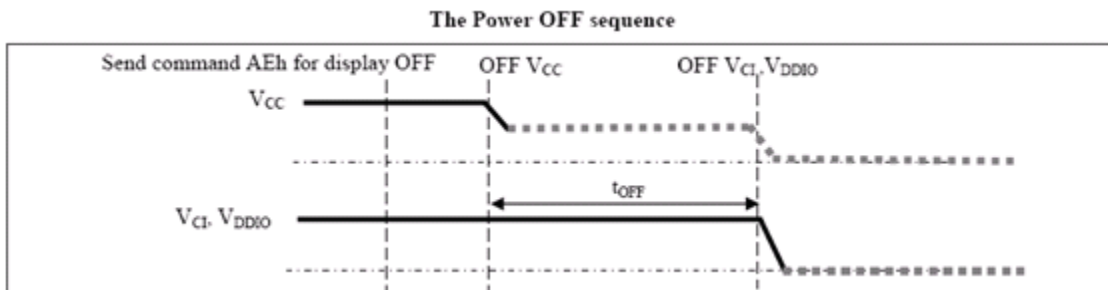 The Power OFF sequence
Send command AEh for display OFF OFF VCC OFF VCI ,VDDIO
VCC
tOFF
VCI, VDDIO